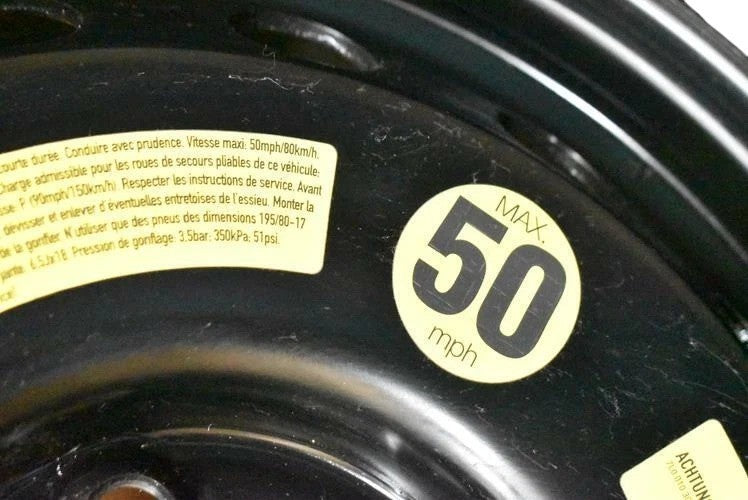 courte durée. Conduire avec prudence. Vitesse maxi: 50mph/80km/h.
Charge admissible pour les roues de secours pliables de ce véhicule:
P (90mph/150km/h). Respecter les instructions de service. Avant
dévisser et enlever d'éventuelles entretoises de l'essieu. Monter la
de la gonfler. N'utiliser que des pneus des dimensions 195/80-17
6.5Jx18 Pression de gonflage: 3,5bar; 350kPa; 51psi.
MAX.
50
mph
ACHTUN